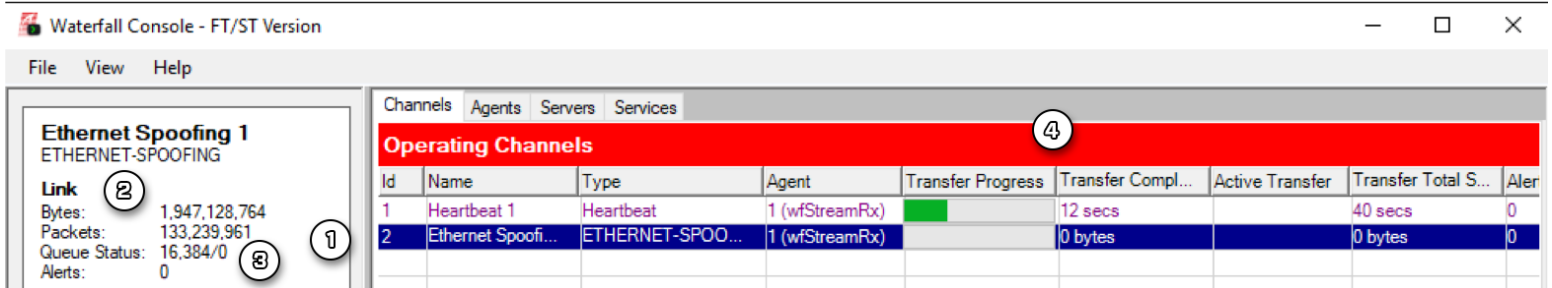 Waterfall Console - FT/ST Version
File View Help
Channels Agents Servers Services
Ethernet Spoofing 1
ETHERNET-SPOOFING
Link 2
Bytes: 1,947,128,764
Packets: 133,239,961 1
Queue Status: 16,384/0 3
Alerts: 0
Operating Channels 4
Id Name Type Agent Transfer Progress Transfer Compl... Active Transfer Transfer Total S... Aler
1 Heartbeat 1 Heartbeat 1 (wfStreamRx) 12 secs 40 secs 0
2 Ethernet Spoofi... ETHERNET-SPOO... 1 (wfStreamRx) 0 bytes 0 bytes 0